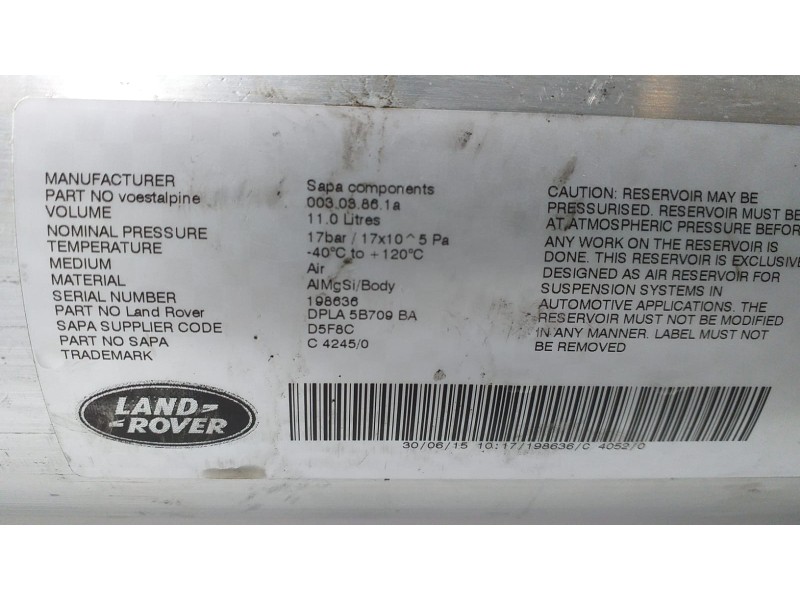 MANUFACTURER Sapa components
PART NO voestalpine 003.03.86.1a
VOLUME 11.0 Litres
NOMINAL PRESSURE 17bar / 17x10^5 Pa
TEMPERATURE -40°C to +120°C
MEDIUM Air
MATERIAL AlMgSi/Body
SERIAL NUMBER 198636
PART NO Land Rover DPLA 5B709 BA
SAPA SUPPLIER CODE D5F8C
PART NO SAPA C 4245/0
TRADEMARK
CAUTION: RESERVOIR MAY BE
PRESSURISED. RESERVOIR MUST BE
AT ATMOSPHERIC PRESSURE BEFORE
ANY WORK ON THE RESERVOIR IS
DONE. THIS RESERVOIR IS EXCLUSIVE
DESIGNED AS AIR RESERVOIR FOR
SUSPENSION SYSTEMS IN
AUTOMOTIVE APPLICATIONS. THE
RESERVOIR MUST NOT BE MODIFIED
IN ANY MANNER. LABEL MUST NOT
BE REMOVED
LAND-
-ROVER
30/06/15 10:17/198636/C 4052/0